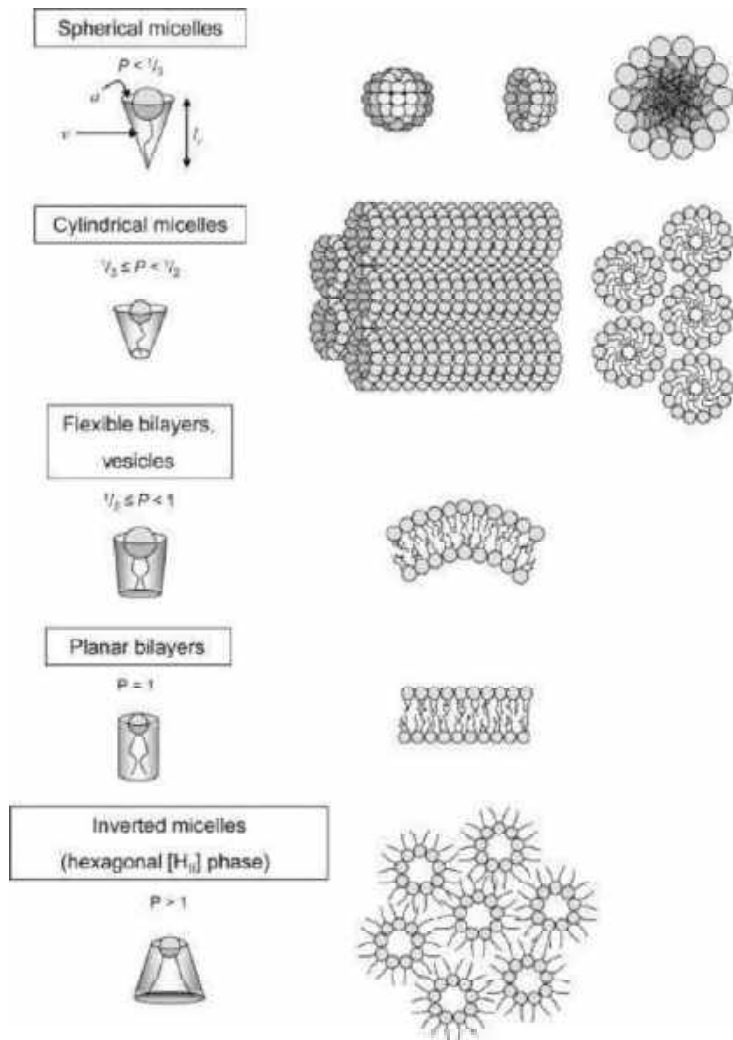 Spherical micelles
P < 1/3
a
v
lc
Cylindrical micelles
1/3 ≤ P < 1/2
Flexible bilayers,
vesicles
1/2 ≤ P < 1
Planar bilayers
P = 1
Inverted micelles
(hexagonal [HII] phase)
P > 1